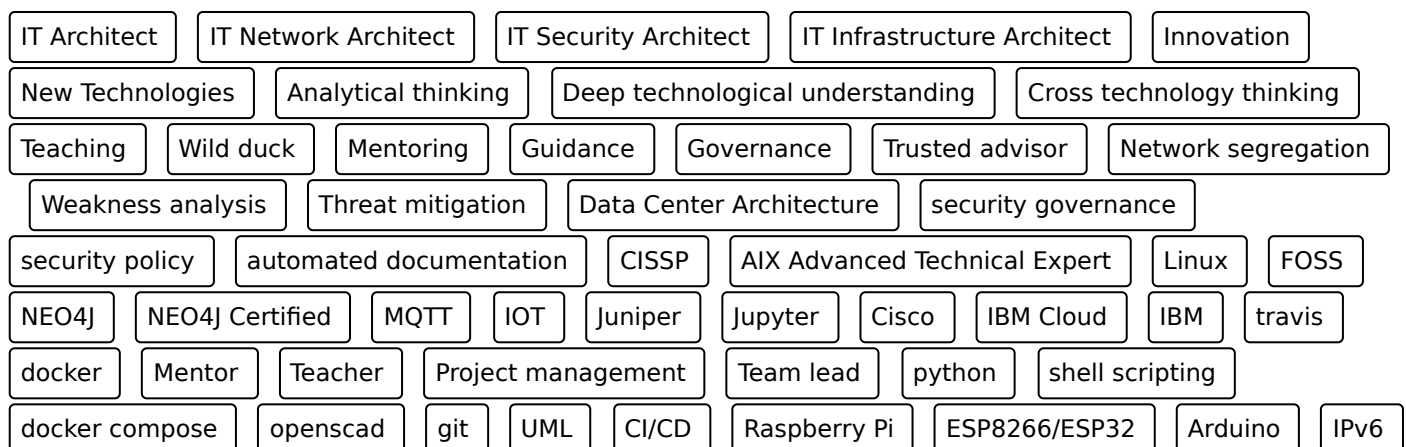 IT Architect IT Network Architect IT Security Architect IT Infrastructure Architect Innovation
New Technologies Analytical thinking Deep technological understanding Cross technology thinking
Teaching Wild duck Mentoring Guidance Governance Trusted advisor Network segregation
Weakness analysis Threat mitigation Data Center Architecture security governance
security policy automated documentation CISSP AIX Advanced Technical Expert Linux FOSS
NEO4J NEO4J Certified MQTT IOT Juniper Jupyter Cisco IBM Cloud IBM travis
docker Mentor Teacher Project management Team lead python shell scripting
docker compose openscad git UML CI/CD Raspberry Pi ESP8266/ESP32 Arduino IPv6